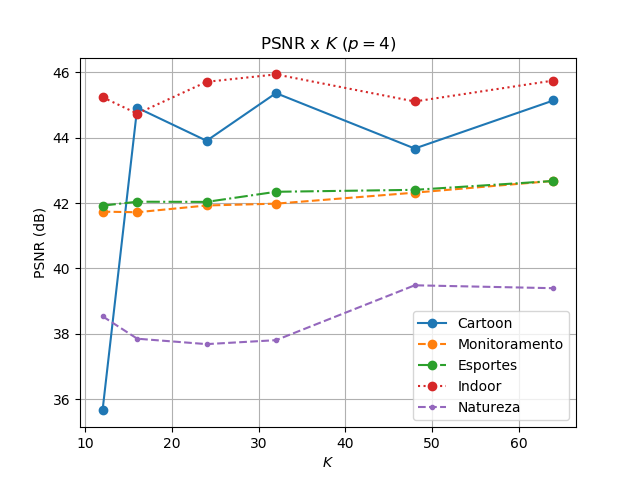 PSNR x K (p = 4)
46
44
42
40
38
36
PSNR (dB)
10
20
30
40
50
60
K
Cartoon
Monitoramento
Esportes
Indoor
Natureza